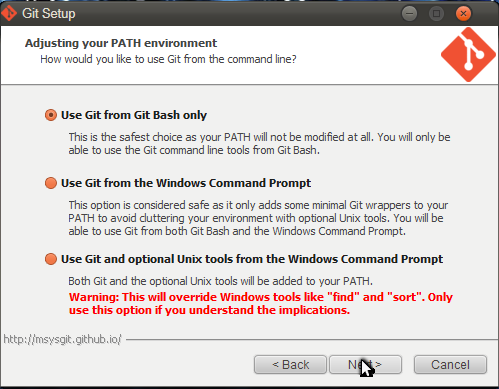 Git Setup
Adjusting your PATH environment
How would you like to use Git from the command line?
Use Git from Git Bash only
This is the safest choice as your PATH will not be modified at all. You will only be
able to use the Git command line tools from Git Bash.
Use Git from the Windows Command Prompt
This option is considered safe as it only adds some minimal Git wrappers to your
PATH to avoid cluttering your environment with optional Unix tools. You will be
able to use Git from both Git Bash and the Windows Command Prompt.
Use Git and optional Unix tools from the Windows Command Prompt
Both Git and the optional Unix tools will be added to your PATH.
Warning: This will override Windows tools like "find" and "sort". Only
use this option if you understand the implications.
http://msysgit.github.io/
< Back
Next >
Cancel